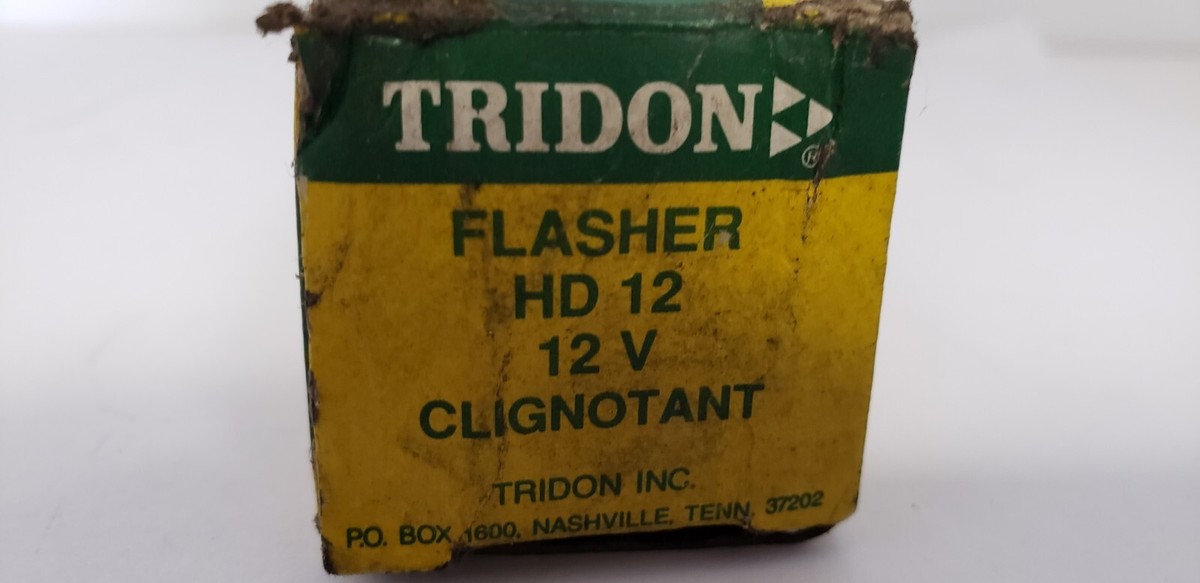 TRIDON
FLASHER
HD 12
12 V
CLIGNOTANT
TRIDON INC.
P.O. BOX 1600, NASHVILLE, TENN. 37202